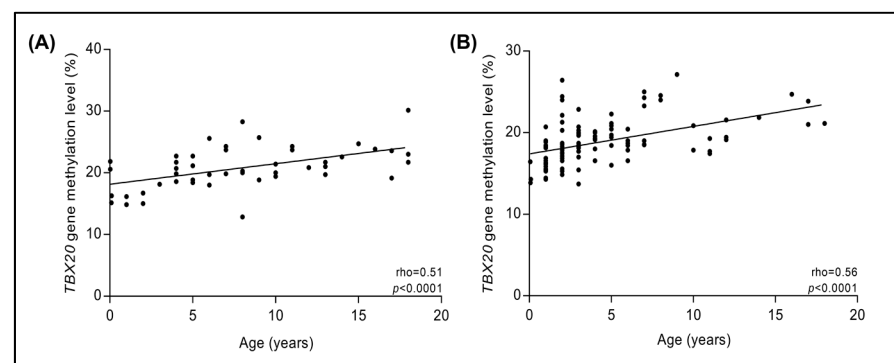 (A)
TBX20 gene methylation level (%)
40
30
20
10
0
rho=0.51
p<0.0001
0 5 10 15 20
Age (years)
(B)
TBX20 gene methylation level (%)
30
20
10
0
rho=0.56
p<0.0001
0 5 10 15 20
Age (years)